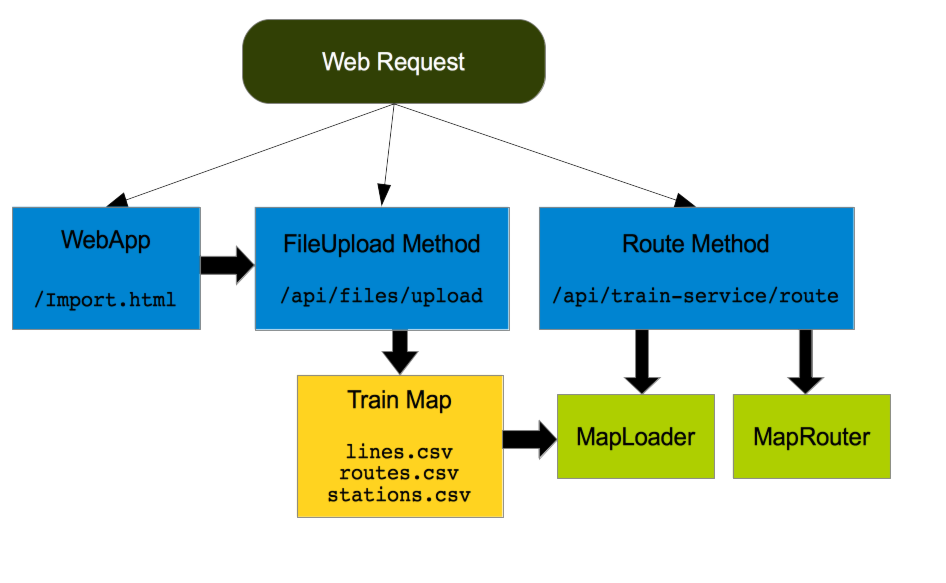 Web Request
WebApp
/Import.html
FileUpload Method
/api/files/upload
Route Method
/api/train-service/route
Train Map
lines.csv
routes.csv
stations.csv
MapLoader
MapRouter